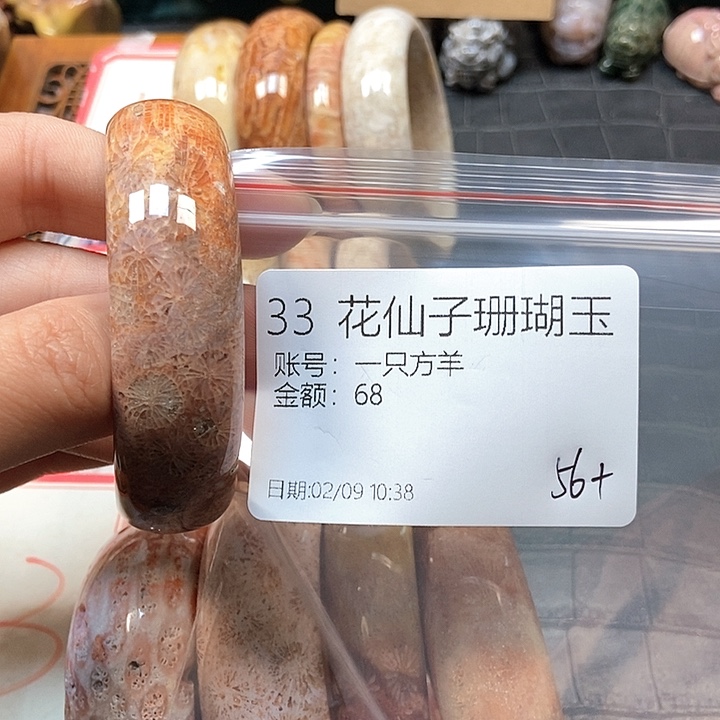 33 花仙子珊瑚玉
账号：一只方羊
金额：68
日期:02/09 10:38
56+